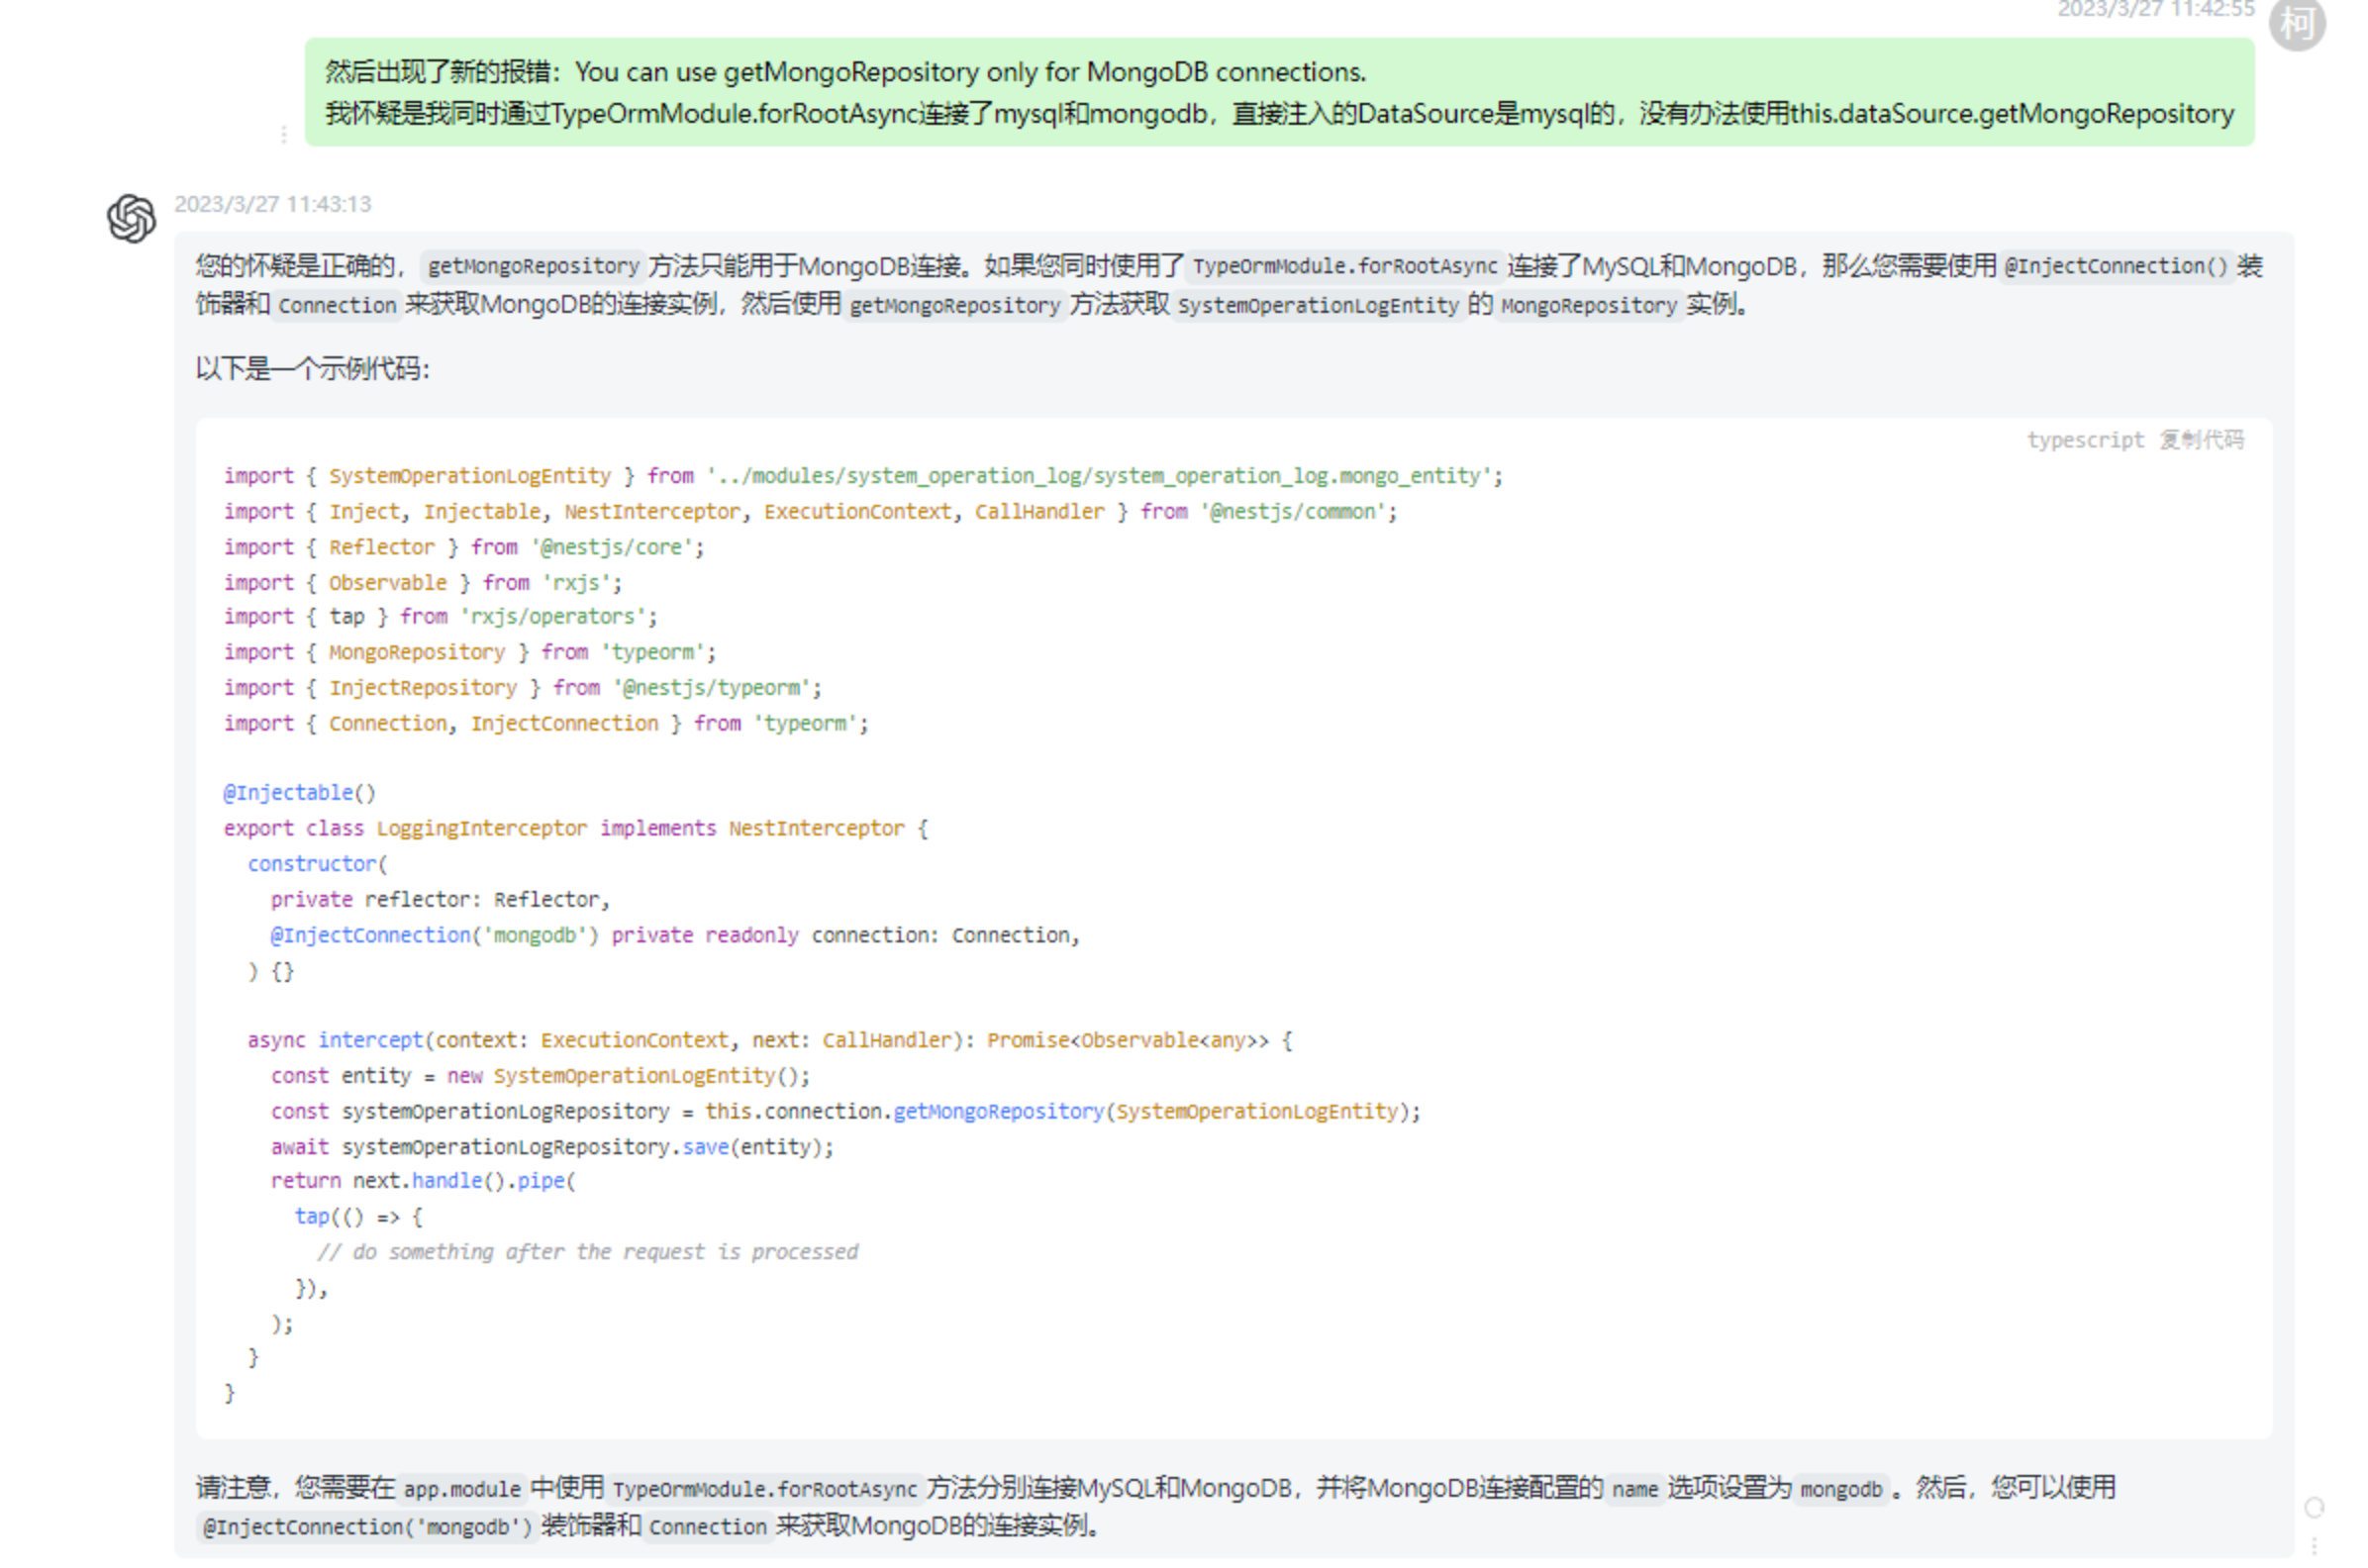 2023/3/27 11:42:55
柯
然后出现了新的报错：You can use getMongoRepository only for MongoDB connections.
我怀疑是我同时通过TypeOrmModule.forRootAsync连接了mysql和mongodb，直接注入的DataSource是mysql的，没有办法使用this.dataSource.getMongoRepository
2023/3/27 11:43:13
您的怀疑是正确的，getMongoRepository 方法只能用于MongoDB连接。如果您同时使用了 TypeOrmModule.forRootAsync 连接了MySQL和MongoDB，那么您需要使用 @InjectConnection() 装
饰器和 Connection 来获取MongoDB的连接实例，然后使用 getMongoRepository 方法获取 SystemOperationLogEntity 的 MongoRepository 实例。
以下是一个示例代码：
typescript 复制代码
import { SystemOperationLogEntity } from '../modules/system_operation_log/system_operation_log.mongo_entity';
import { Inject, Injectable, NestInterceptor, ExecutionContext, CallHandler } from '@nestjs/common';
import { Reflector } from '@nestjs/core';
import { Observable } from 'rxjs';
import { tap } from 'rxjs/operators';
import { MongoRepository } from 'typeorm';
import { InjectRepository } from '@nestjs/typeorm';
import { Connection, InjectConnection } from 'typeorm';
@Injectable()
export class LoggingInterceptor implements NestInterceptor {
constructor(
private reflector: Reflector,
@InjectConnection('mongodb') private readonly connection: Connection,
) {}
async intercept(context: ExecutionContext, next: CallHandler): Promise<Observable<any>> {
const entity = new SystemOperationLogEntity();
const systemOperationLogRepository = this.connection.getMongoRepository(SystemOperationLogEntity);
await systemOperationLogRepository.save(entity);
return next.handle().pipe(
tap(() => {
// do something after the request is processed
}),
);
}
}
请注意，您需要在 app.module 中使用 TypeOrmModule.forRootAsync 方法分别连接MySQL和MongoDB，并将MongoDB连接配置的 name 选项设置为 mongodb 。然后，您可以使用
@InjectConnection('mongodb') 装饰器和 Connection 来获取MongoDB的连接实例。